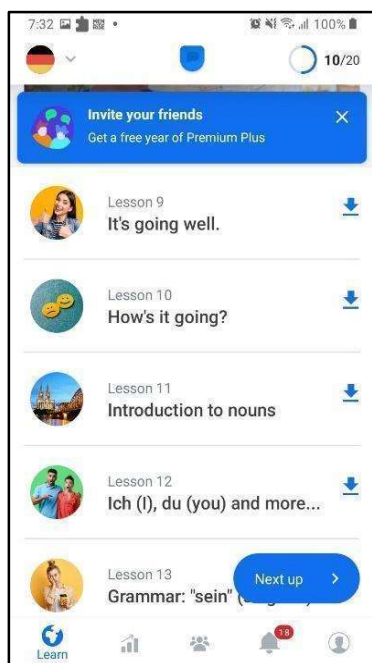 7:32
100%
10/20
Invite your friends
Get a free year of Premium Plus
Lesson 9
It's going well.
Lesson 10
How's it going?
Lesson 11
Introduction to nouns
Lesson 12
Ich (I), du (you) and more...
Lesson 13
Grammar: "sein"
Next up
18
Learn